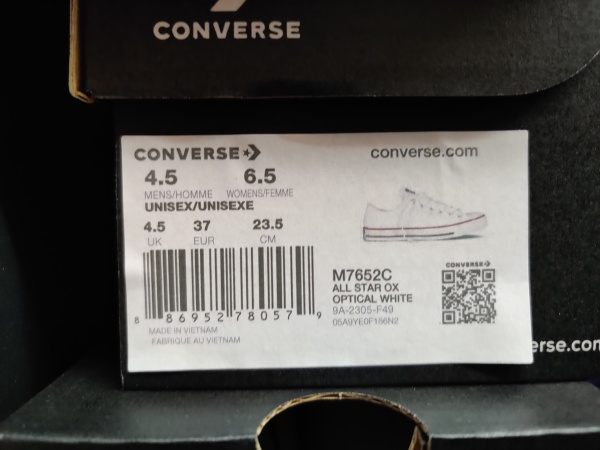 CONVERSE
CONVERSE
converse.com
4.5 6.5
MENS/HOMME WOMENS/FEMME
UNISEX/UNISEXE
4.5 37 23.5
UK EUR CM
8 86952 78057 9
MADE IN VIETNAM
FABRIQUE AU VIETNAM
M7652C
ALL STAR OX
OPTICAL WHITE
9A-2305-F49
05A9YE0F166N2
CONVERSE
erse.com